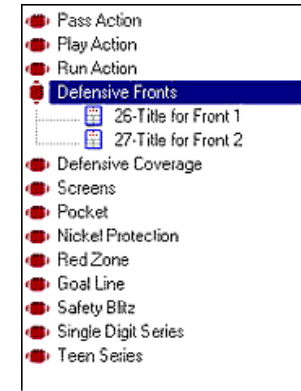 Pass Action
Play Action
Run Action
Defensive Fronts
26-Title for Front 1
27-Title for Front 2
Defensive Coverage
Screens
Pocket
Nickel Protection
Red Zone
Goal Line
Safety Blitz
Single Digit Series
Teen Series